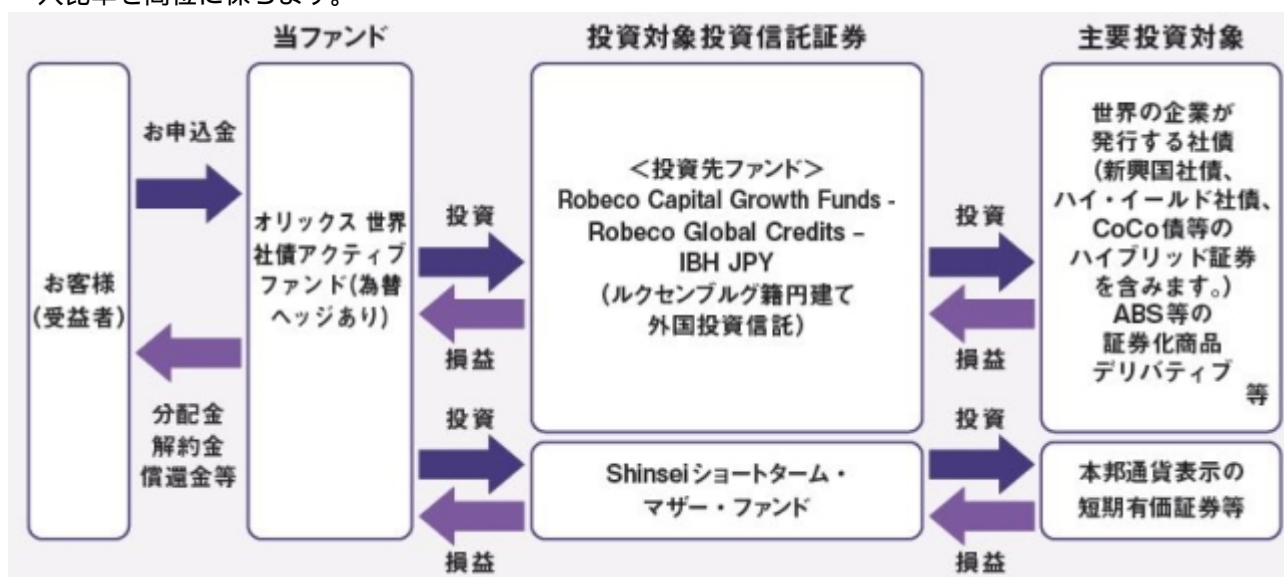 入比率を高位に保ちます。
当ファンド
投資対象投資信託証券
主要投資対象
お客様
(受益者)
お申込金
分配金
解約金
償還金等
オリックス 世界
社債アクティブ
ファンド(為替
ヘッジあり)
投資
損益
投資
損益
<投資先ファンド>
Robeco Capital Growth Funds -
Robeco Global Credits –
IBH JPY
(ルクセンブルグ籍円建て
外国投資信託)
Shinseiショートターム・
マザー・ファンド
投資
損益
投資
損益
世界の企業が
発行する社債
(新興国社債、
ハイ・イールド社債、
CoCo債等の
ハイブリッド証券
を含みます。)
ABS等の
証券化商品
デリバティブ
等
本邦通貨表示の
短期有価証券等